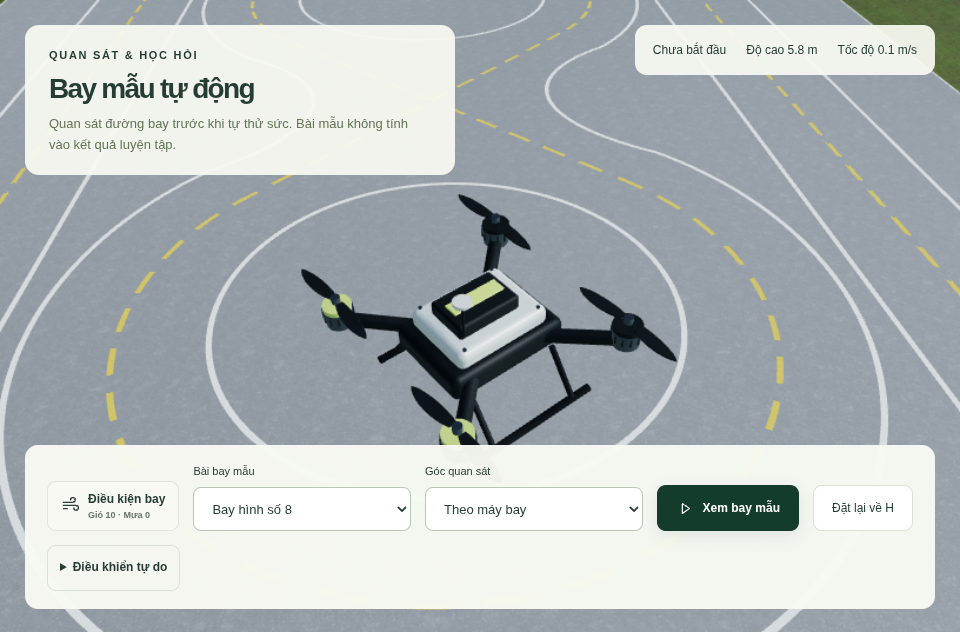 QUAN SÁT & HỌC HỎI
Bay mẫu tự động
Quan sát đường bay trước khi tự thử sức. Bài mẫu không tính
vào kết quả luyện tập.
Chưa bắt đầu
Độ cao 5.8 m
Tốc độ 0.1 m/s
Điều kiện bay
Gió 10 · Mưa 0
Bài bay mẫu
Bay hình số 8
Góc quan sát
Theo máy bay
Xem bay mẫu
Đặt lại về H
Điều khiển tự do